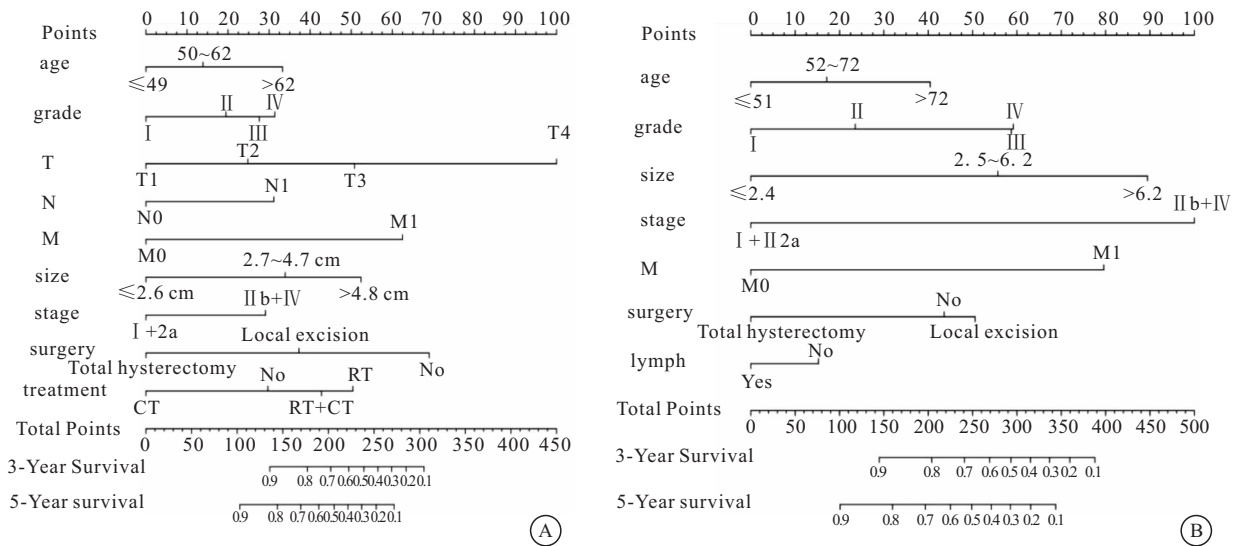 0 10 20 30 40 50 60 70 80 90 100
Points
50~62
age
≤49 >62
Ⅱ Ⅳ
grade
Ⅰ Ⅲ T4
T2
T
T1 T3
N1
N
N0
M1
M
M0
2.7~4.7 cm
size
≤2.6 cm >4.8 cm
Ⅱb+Ⅳ
stage
Ⅰ+2a
Local excision
surgery
Total hysterectomy No
No RT
treatment
CT RT+CT
Total Points
0 50 100 150 200 250 300 350 400 450
3-Year Survival
0.9 0.8 0.7 0.6 0.5 0.4 0.3 0.2 0.1
5-Year survival
0.9 0.8 0.7 0.6 0.5 0.4 0.3 0.2 0.1
A
0 10 20 30 40 50 60 70 80 90 100
Points
52~72
age
≤51 >72
Ⅱ Ⅳ
grade
Ⅰ Ⅲ
2.5~6.2
size
≤2.4 >6.2
Ⅱb+Ⅳ
stage
Ⅰ+Ⅱ2a
M1
M
M0
No
surgery
Total hysterectomy Local excision
No
lymph
Yes
Total Points
0 50 100 150 200 250 300 350 400 450 500
3-Year Survival
0.9 0.8 0.7 0.6 0.5 0.4 0.3 0.2 0.1
5-Year survival
0.9 0.8 0.7 0.6 0.5 0.4 0.3 0.2 0.1
B